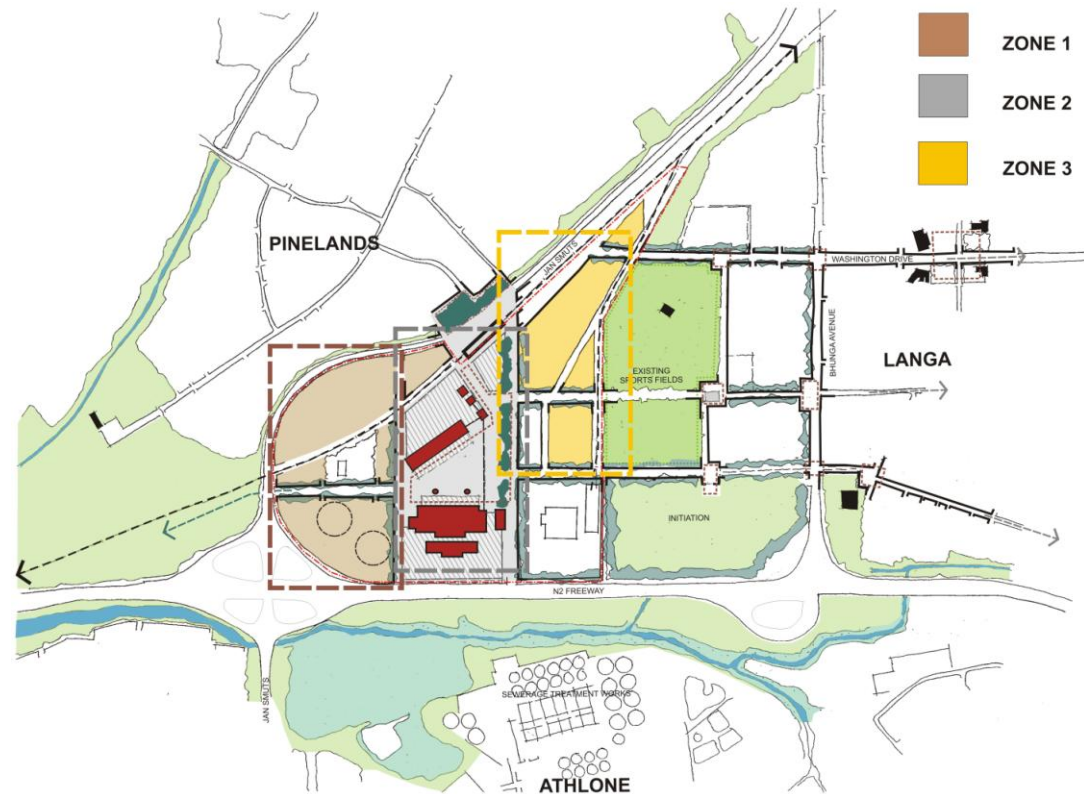 ZONE 1
ZONE 2
ZONE 3
PINELANDS
JAN SMUTS
WASHINGTON DRIVE
BHUNGA AVENUE
LANGA
EXISTING
SPORTS FIELDS
INITIATION
N2 FREEWAY
JAN SMUTS
SEWERAGE TREATMENT WORKS
ATHLONE